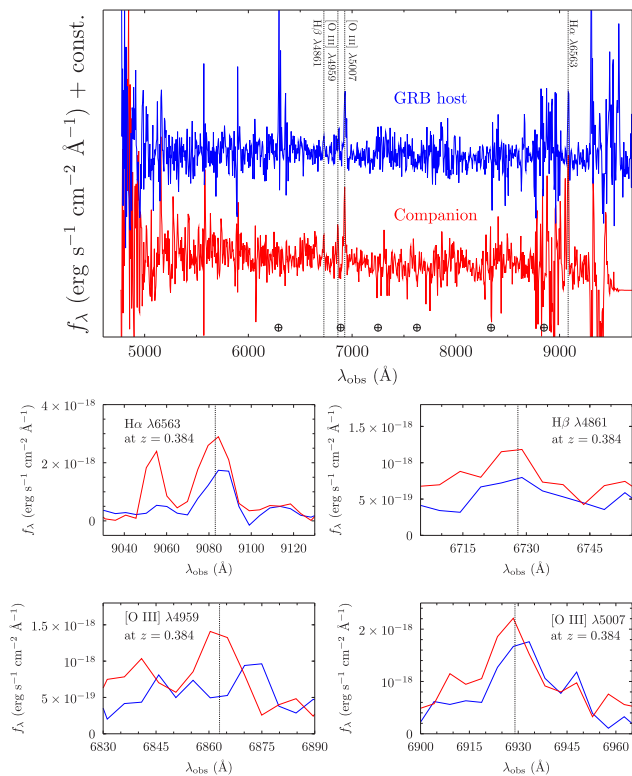 Hβ λ4861
[O III] λ4959
[O III] λ5007
Hα λ6563
f_λ (erg s⁻¹ cm⁻² Å⁻¹) + const.
GRB host
Companion
⊕ ⊕ ⊕ ⊕ ⊕ ⊕
5000 6000 7000 8000 9000
λ_obs (Å)
4×10⁻¹⁸
2×10⁻¹⁸
0
f_λ (erg s⁻¹ cm⁻² Å⁻¹)
Hα λ6563
at z = 0.384
9040 9060 9080 9100 9120
λ_obs (Å)
1.5×10⁻¹⁸
10⁻¹⁸
5×10⁻¹⁹
0
f_λ (erg s⁻¹ cm⁻² Å⁻¹)
Hβ λ4861
at z = 0.384
6715 6730 6745
λ_obs (Å)
1.5×10⁻¹⁸
10⁻¹⁸
5×10⁻¹⁹
0
f_λ (erg s⁻¹ cm⁻² Å⁻¹)
[O III] λ4959
at z = 0.384
6830 6845 6860 6875 6890
λ_obs (Å)
2×10⁻¹⁸
10⁻¹⁸
0
f_λ (erg s⁻¹ cm⁻² Å⁻¹)
[O III] λ5007
at z = 0.384
6900 6915 6930 6945 6960
λ_obs (Å)